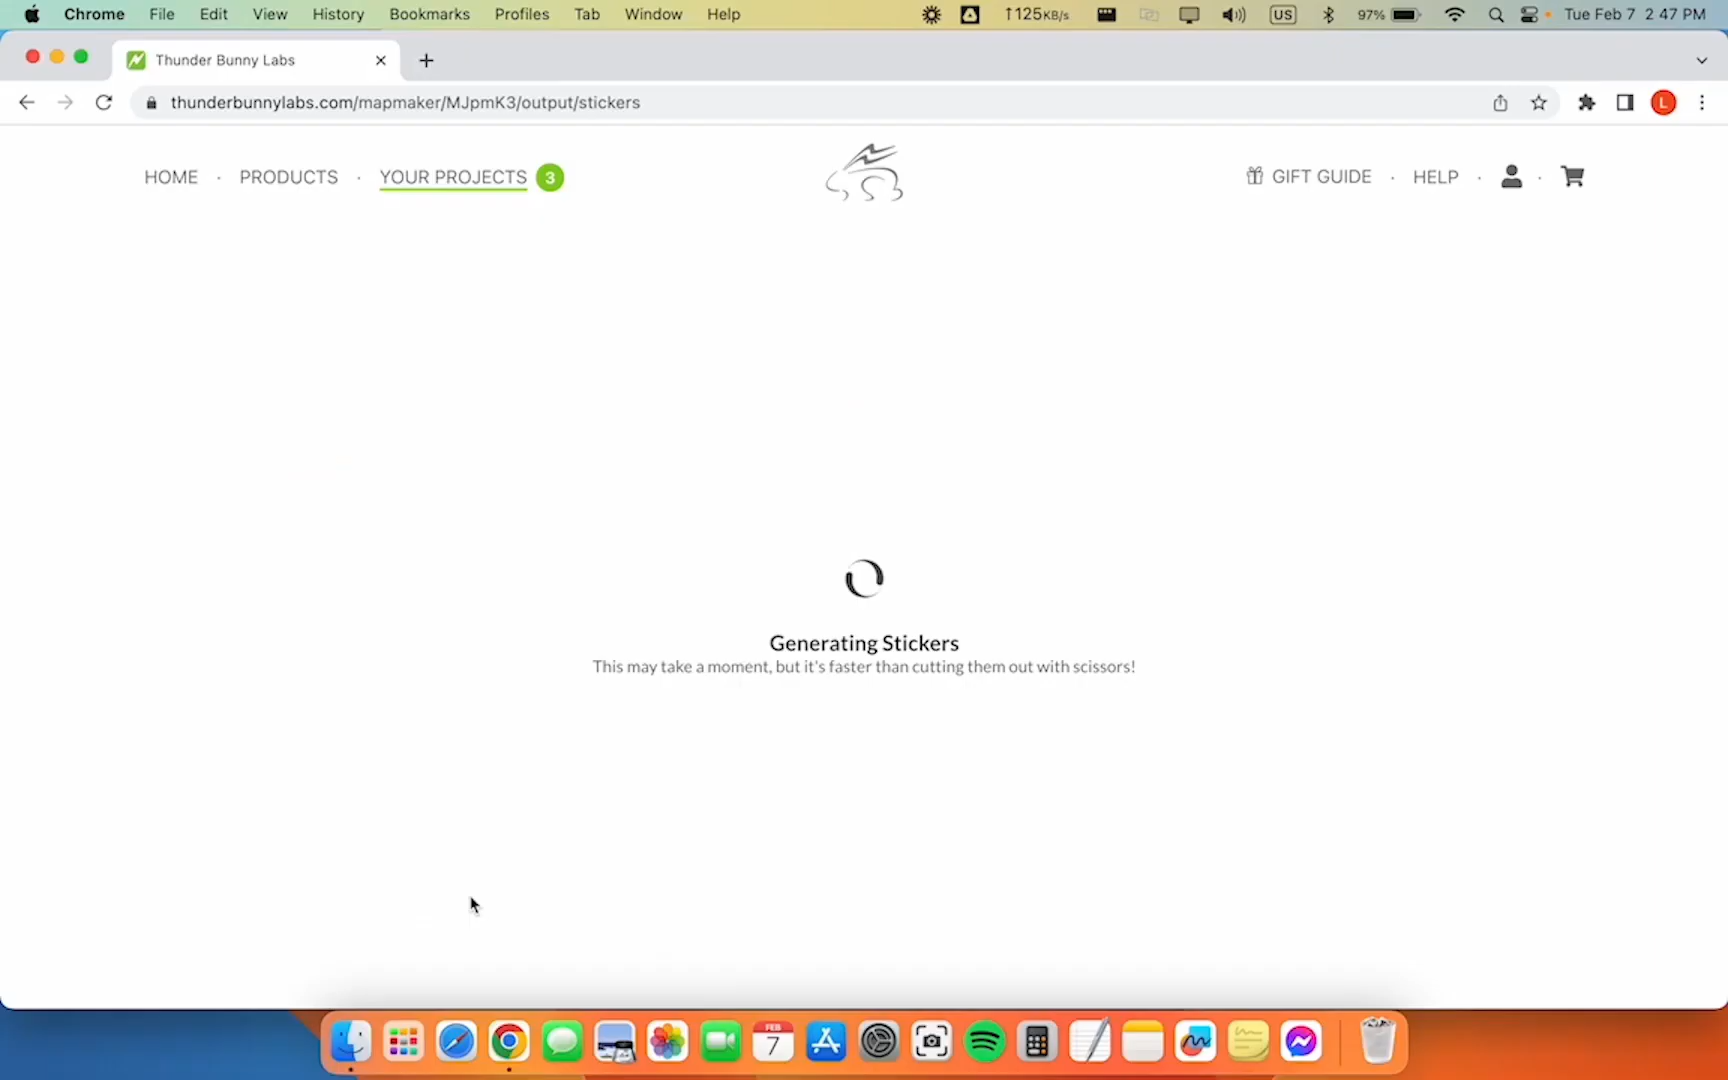 Chrome File Edit View History Bookmarks Profiles Tab Window Help ↑125KB/s US 97% Tue Feb 7 2:47 PM
Thunder Bunny Labs
thunderbunnylabs.com/mapmaker/MJpmK3/output/stickers
L
HOME · PRODUCTS · YOUR PROJECTS 3 GIFT GUIDE · HELP · ·
Generating Stickers
This may take a moment, but it's faster than cutting them out with scissors!
FEB
7